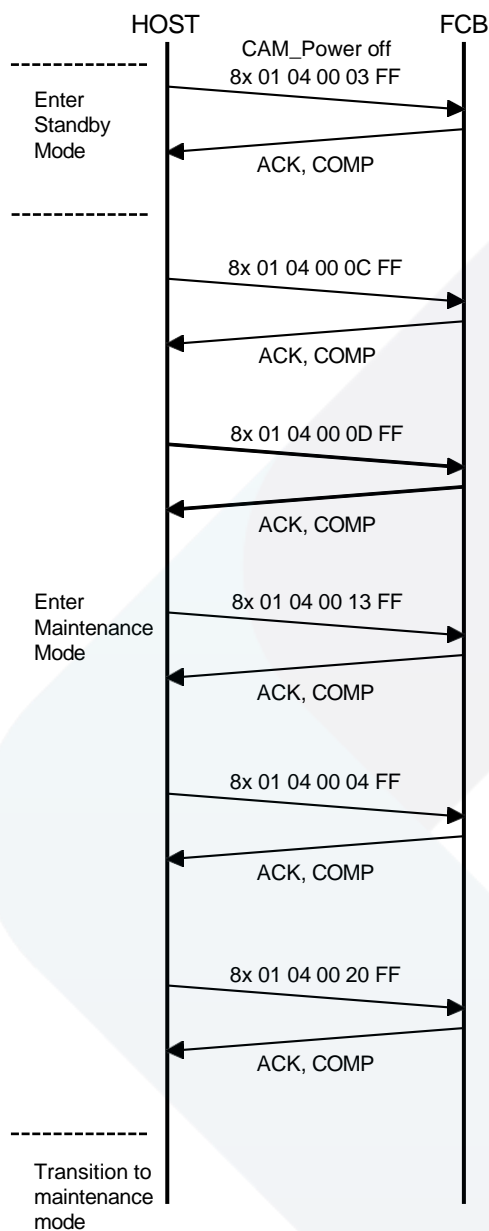 HOST FCB
CAM_Power off
8x 01 04 00 03 FF
Enter
Standby
Mode
ACK, COMP
8x 01 04 00 0C FF
ACK, COMP
8x 01 04 00 0D FF
ACK, COMP
Enter
Maintenance
Mode
8x 01 04 00 13 FF
ACK, COMP
8x 01 04 00 04 FF
ACK, COMP
8x 01 04 00 20 FF
ACK, COMP
Transition to
maintenance
mode